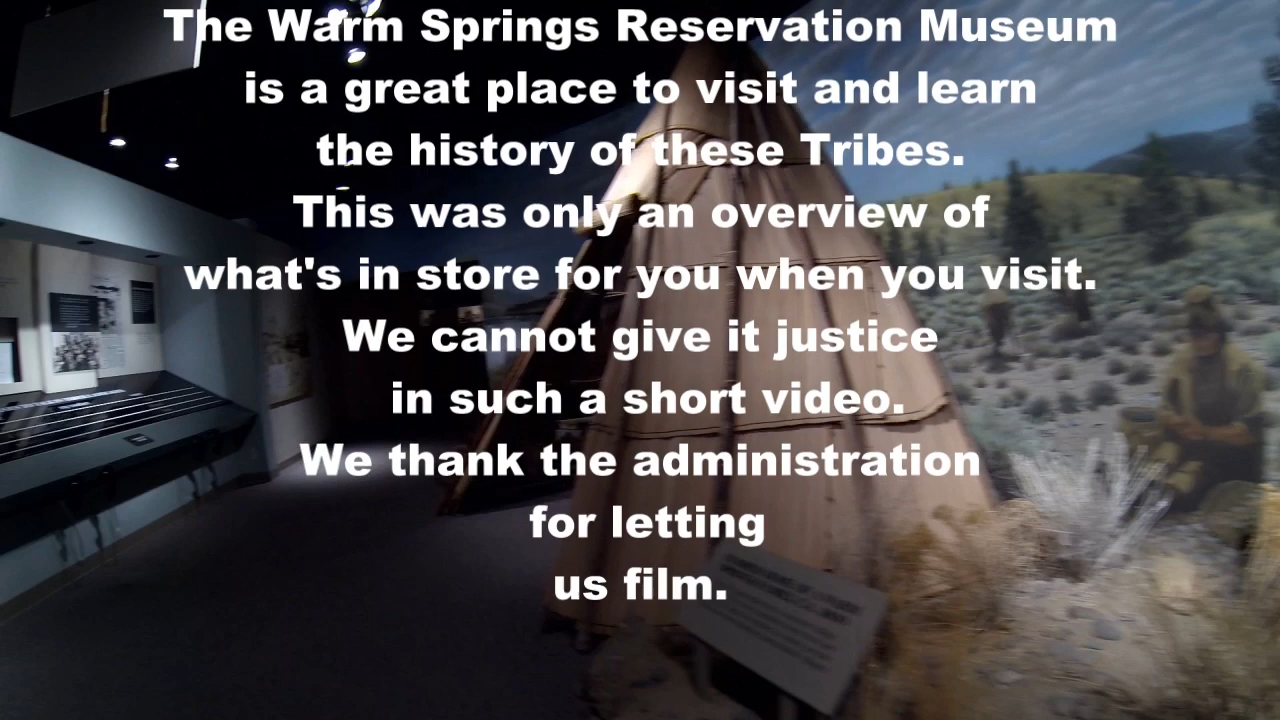 The Warm Springs Reservation Museum
is a great place to visit and learn
the history of these Tribes.
This was only an overview of
what's in store for you when you visit.
We cannot give it justice
in such a short video.
We thank the administration
for letting
us film.